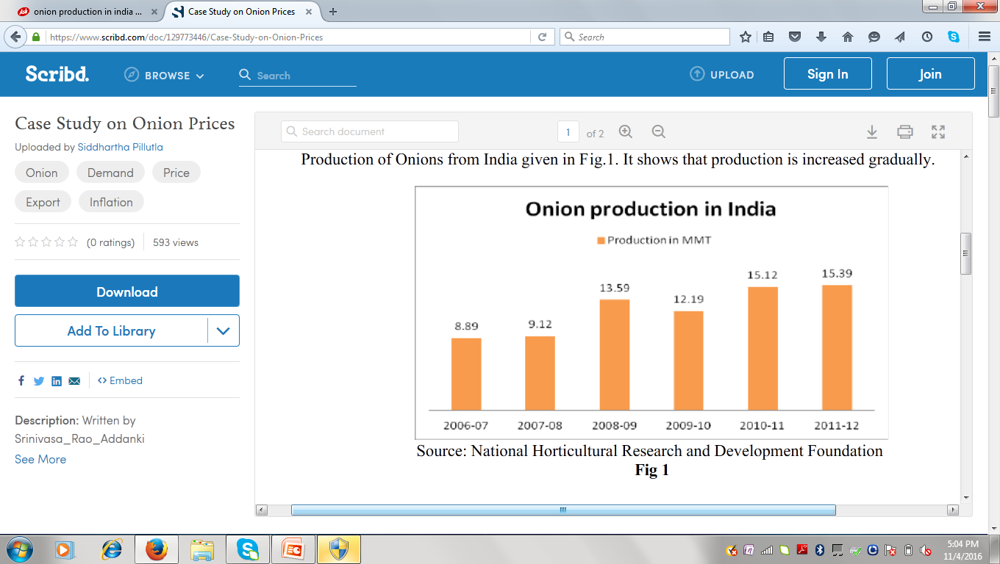 onion production in india ...
Case Study on Onion Prices
https://www.scribd.com/doc/129773446/Case-Study-on-Onion-Prices
Search
Scribd.
BROWSE
Search
UPLOAD
Sign In
Join
Case Study on Onion Prices
Uploaded by Siddhartha Pillutla
Onion
Demand
Price
Export
Inflation
(0 ratings)
593 views
Download
Add To Library
<> Embed
Description: Written by
Srinivasa_Rao_Addanki
See More
Search document
1 of 2
Production of Onions from India given in Fig.1. It shows that production is increased gradually.
Onion production in India
Production in MMT
8.89
9.12
13.59
12.19
15.12
15.39
2006-07
2007-08
2008-09
2009-10
2010-11
2011-12
Source: National Horticultural Research and Development Foundation
Fig 1
5:04 PM
11/4/2016